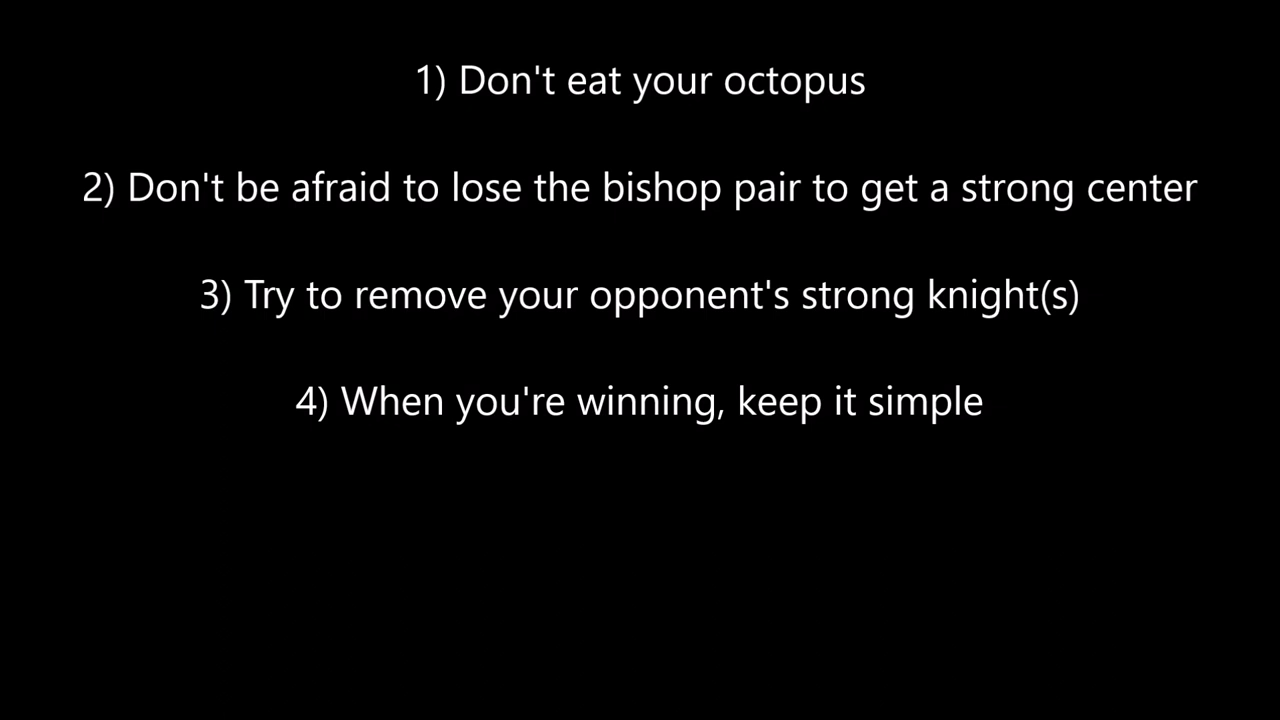 1) Don't eat your octopus
2) Don't be afraid to lose the bishop pair to get a strong center
3) Try to remove your opponent's strong knight(s)
4) When you're winning, keep it simple